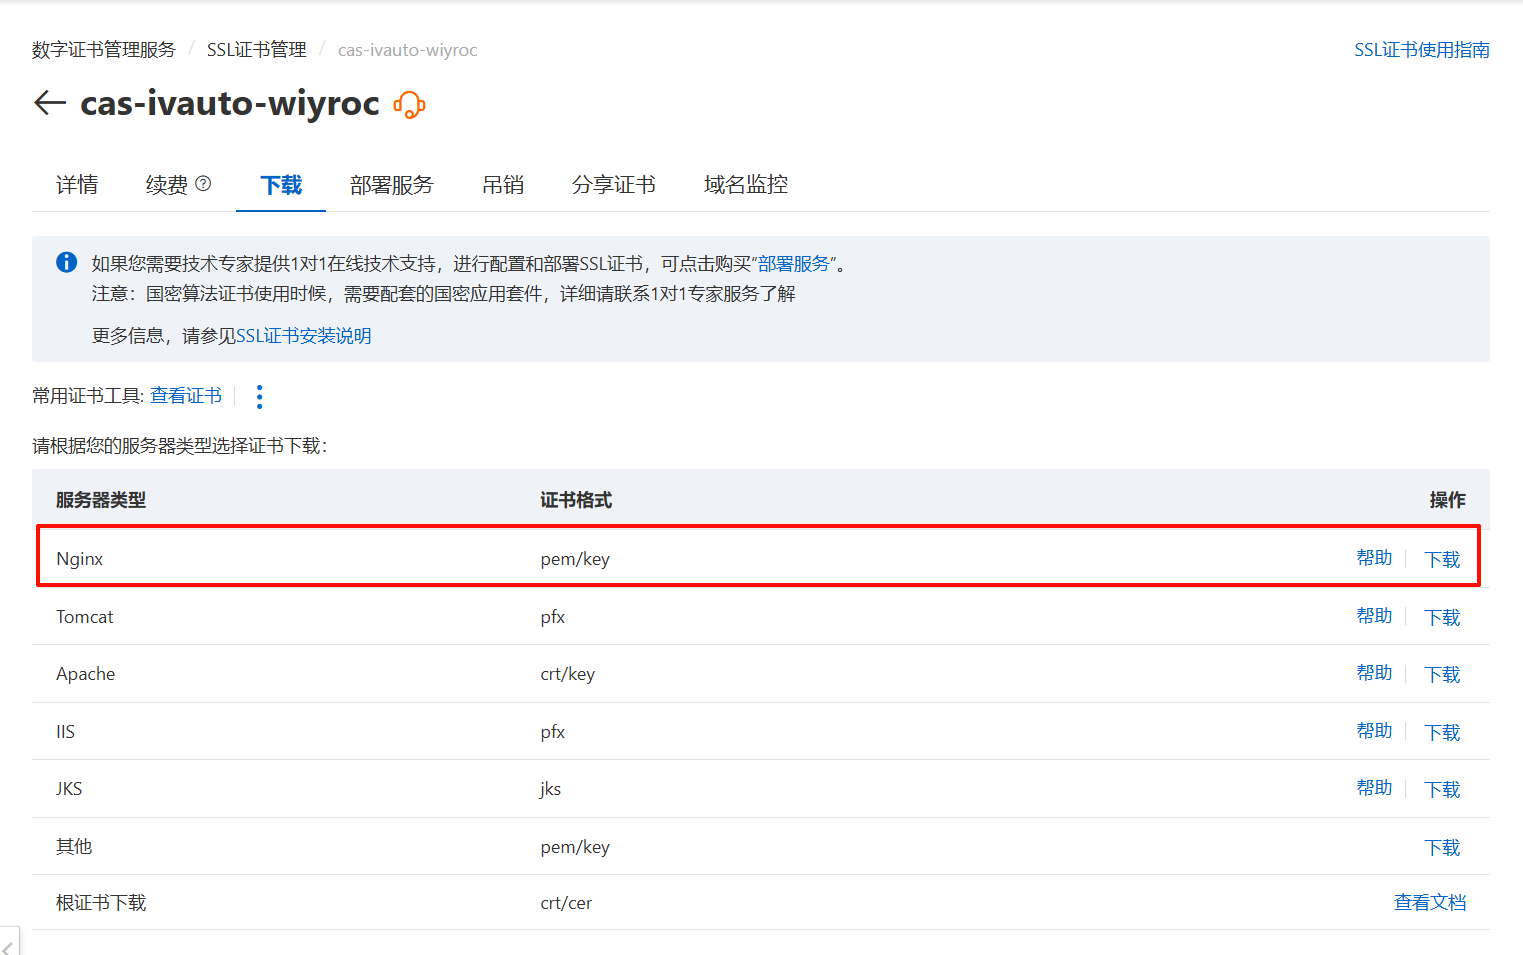 数字证书管理服务 / SSL证书管理 / cas-ivauto-wiyroc SSL证书使用指南
cas-ivauto-wiyroc
详情 续费 下载 部署服务 吊销 分享证书 域名监控
如果您需要技术专家提供1对1在线技术支持，进行配置和部署SSL证书，可点击购买“部署服务”。
注意：国密算法证书使用时候，需要配套的国密应用套件，详细请联系1对1专家服务了解
更多信息，请参见SSL证书安装说明
常用证书工具: 查看证书
请根据您的服务器类型选择证书下载：
服务器类型 证书格式 操作
Nginx pem/key 帮助 下载
Tomcat pfx 帮助 下载
Apache crt/key 帮助 下载
IIS pfx 帮助 下载
JKS jks 帮助 下载
其他 pem/key 下载
根证书下载 crt/cer 查看文档